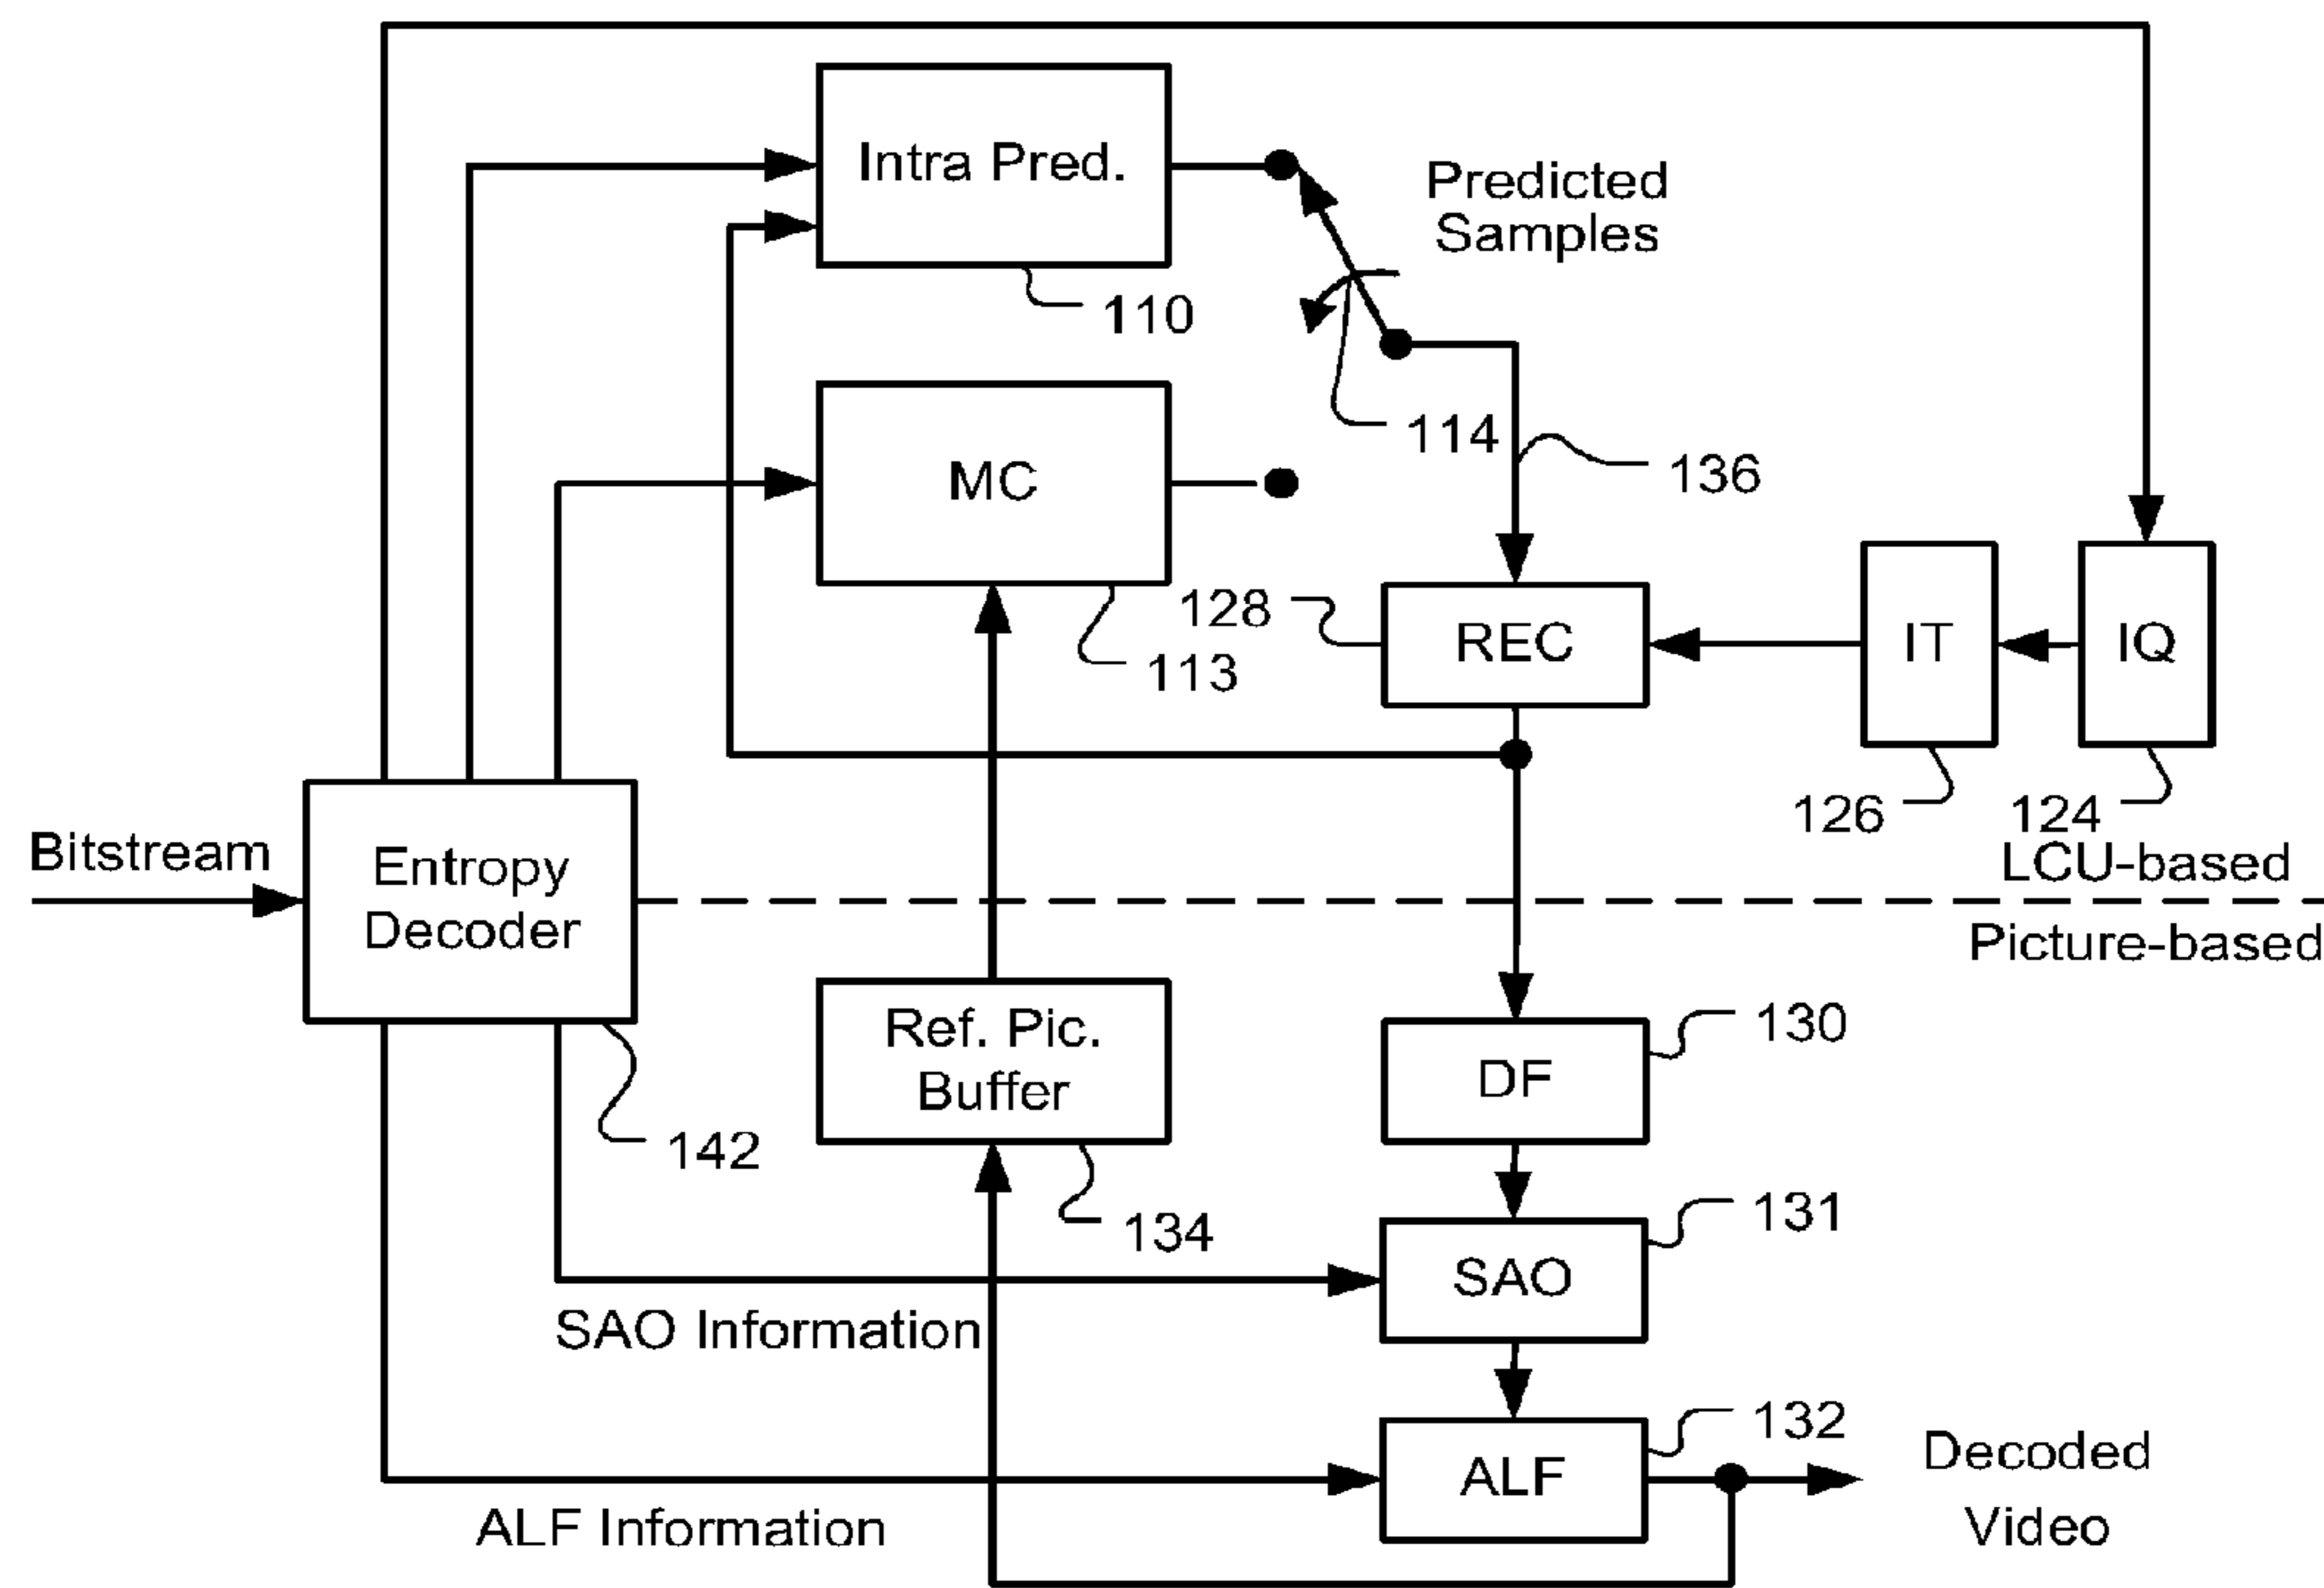 Intra Pred.
Predicted
Samples
110
114
MC
136
128
REC
IT
IQ
113
126
124
Bitstream
Entropy
Decoder
LCU-based
Picture-based
Ref. Pic.
Buffer
130
DF
142
134
131
SAO
SAO Information
132
ALF
Decoded
Video
ALF Information